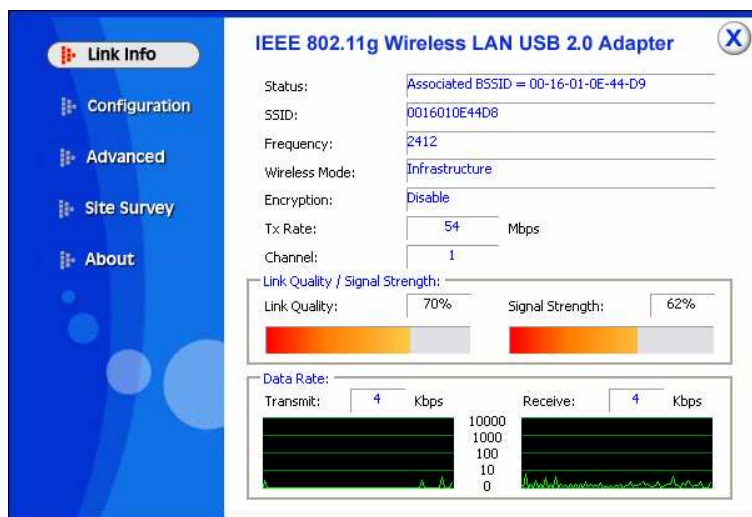 IEEE 802.11g Wireless LAN USB 2.0 Adapter
X
Link Info
Configuration
Advanced
Site Survey
About
Status: Associated BSSID = 00-16-01-0E-44-D9
SSID: 0016010E44D8
Frequency: 2412
Wireless Mode: Infrastructure
Encryption: Disable
Tx Rate: 54 Mbps
Channel: 1
Link Quality / Signal Strength:
Link Quality: 70% Signal Strength: 62%
Data Rate:
Transmit: 4 Kbps Receive: 4 Kbps
10000
1000
100
10
0